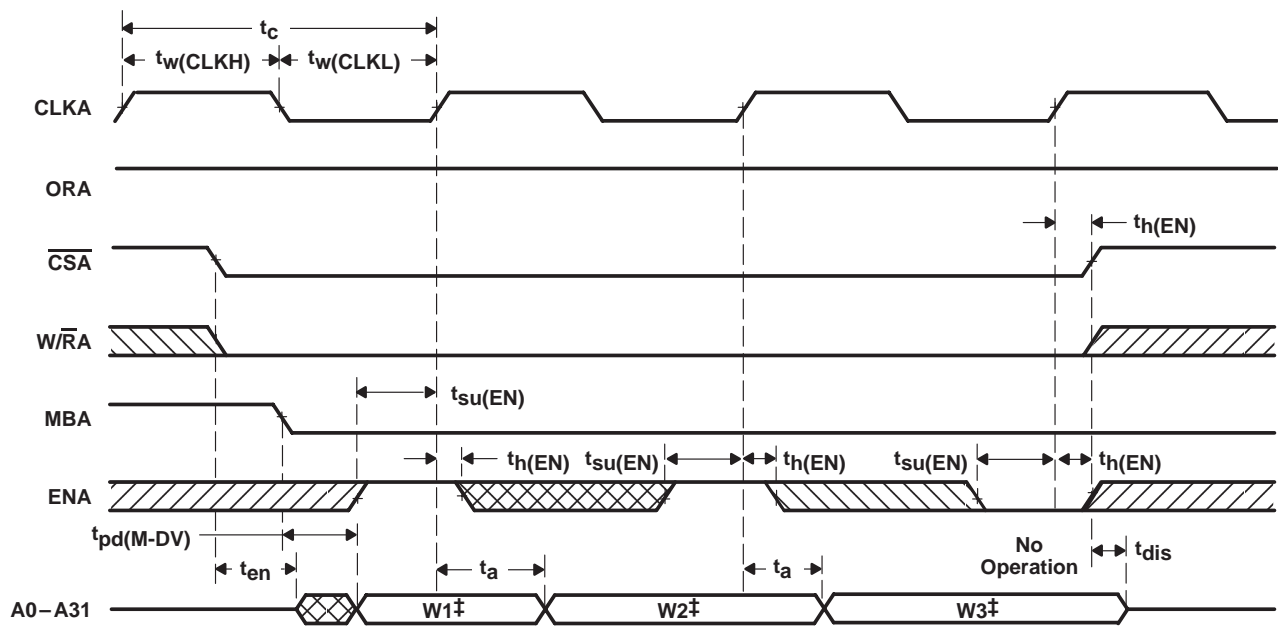 tc
tw(CLKH) tw(CLKL)
CLKA
ORA
th(EN)
CSA
W/RA
tsu(EN)
MBA
th(EN) tsu(EN) th(EN) tsu(EN) th(EN)
ENA
tpd(M-DV)
No
Operation
tdis
ten ta ta
A0–A31 W1‡ W2‡ W3‡